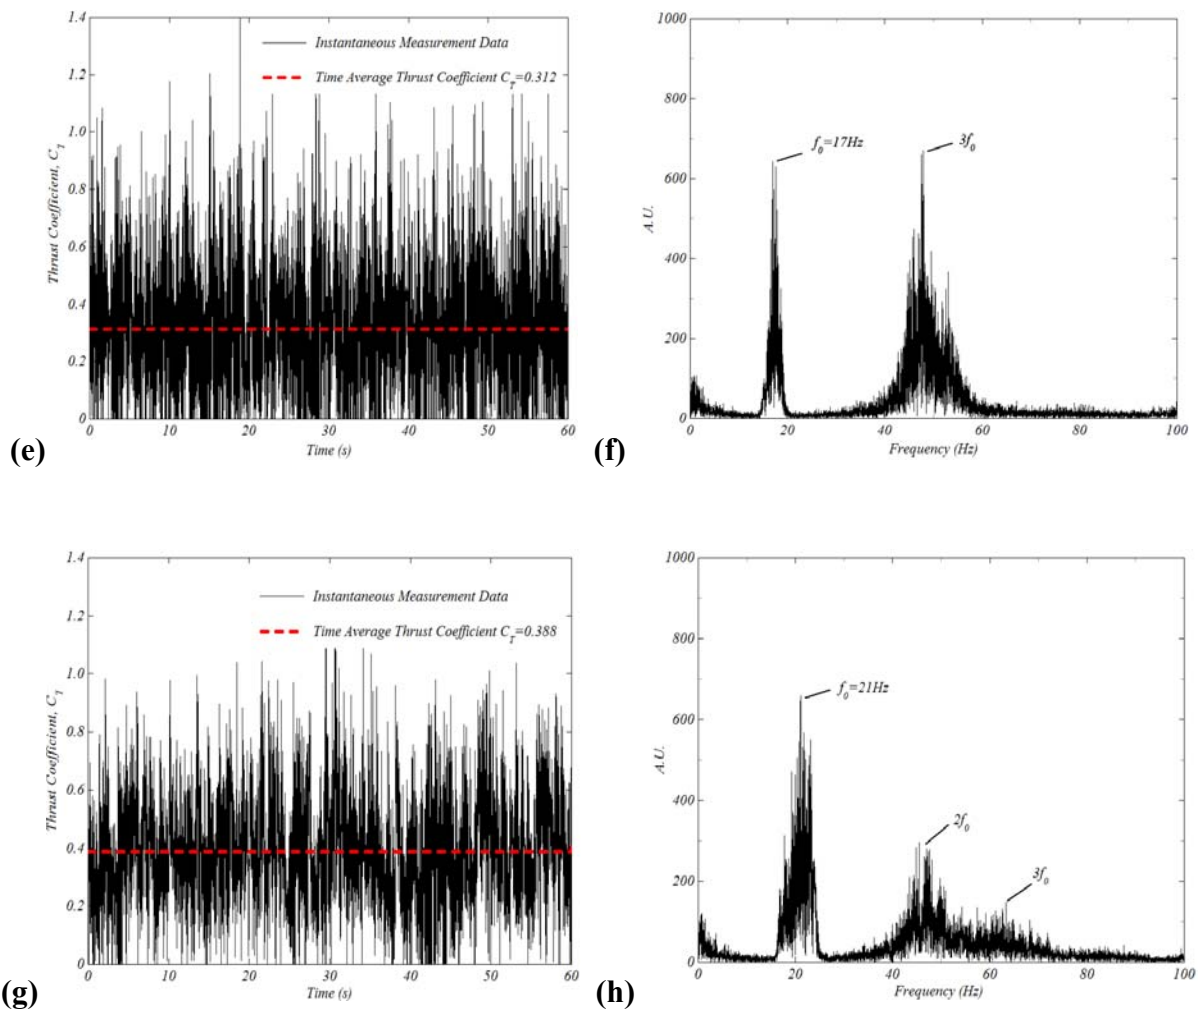 1.4
1.2
1.0
0.8
0.6
0.4
0.2
0
Thrust Coefficient, C_T
Instantaneous Measurement Data
Time Average Thrust Coefficient C_T=0.312
0 10 20 30 40 50 60
Time (s)
(e)
1000
800
600
400
200
0
A.U.
f_0=17Hz
3f_0
0 20 40 60 80 100
Frequency (Hz)
(f)
1.4
1.2
1.0
0.8
0.6
0.4
0.2
0
Thrust Coefficient, C_T
Instantaneous Measurement Data
Time Average Thrust Coefficient C_T=0.388
0 10 20 30 40 50 60
Time (s)
(g)
1000
800
600
400
200
0
A.U.
f_0=21Hz
2f_0
3f_0
0 20 40 60 80 100
Frequency (Hz)
(h)